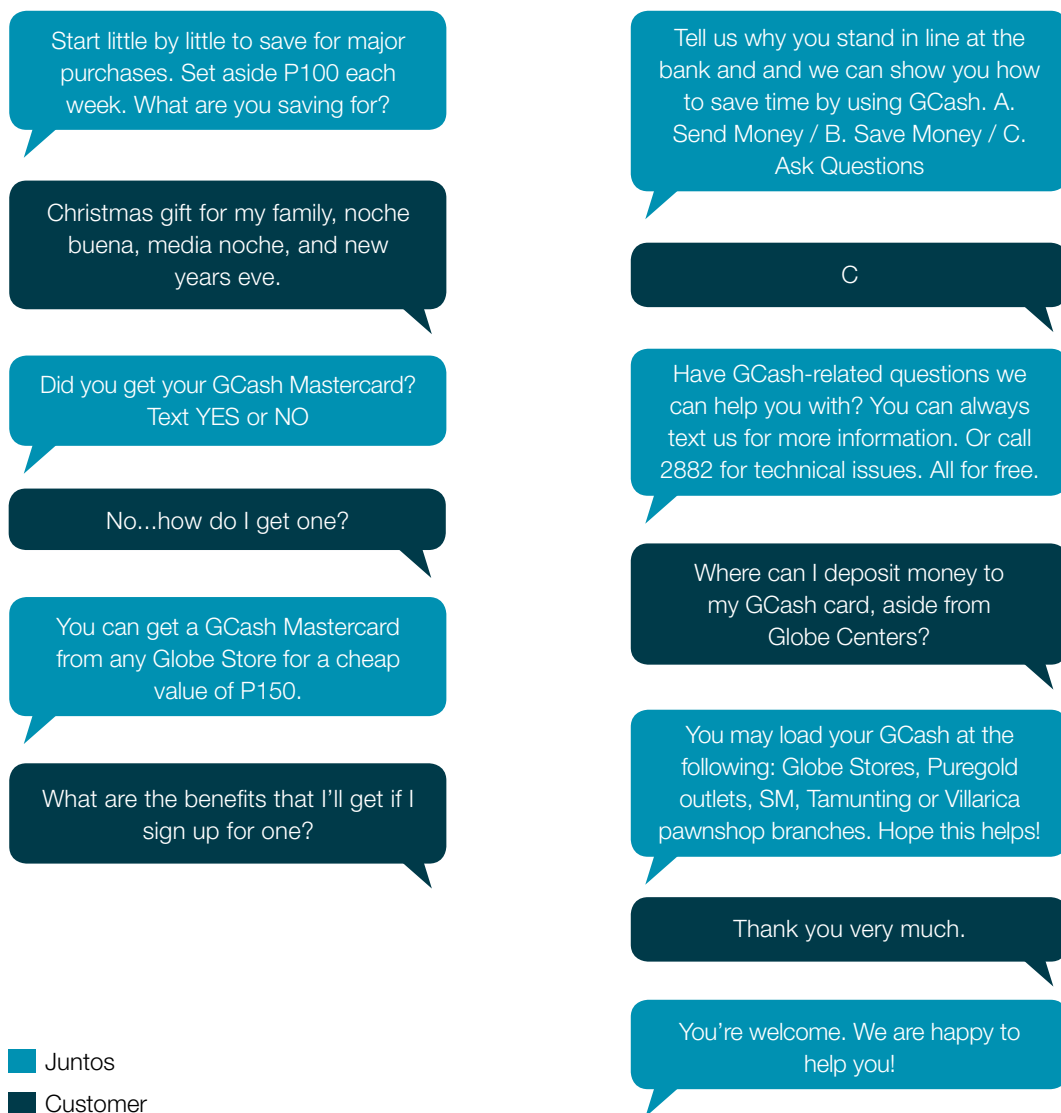 Start little by little to save for major
purchases. Set aside P100 each
week. What are you saving for?
Christmas gift for my family, noche
buena, media noche, and new
years eve.
Did you get your GCash Mastercard?
Text YES or NO
No...how do I get one?
You can get a GCash Mastercard
from any Globe Store for a cheap
value of P150.
What are the benefits that I’ll get if I
sign up for one?
Tell us why you stand in line at the
bank and and we can show you how
to save time by using GCash. A.
Send Money / B. Save Money / C.
Ask Questions
C
Have GCash-related questions we
can help you with? You can always
text us for more information. Or call
2882 for technical issues. All for free.
Where can I deposit money to
my GCash card, aside from
Globe Centers?
You may load your GCash at the
following: Globe Stores, Puregold
outlets, SM, Tamunting or Villarica
pawnshop branches. Hope this helps!
Thank you very much.
You’re welcome. We are happy to
help you!
Juntos
Customer